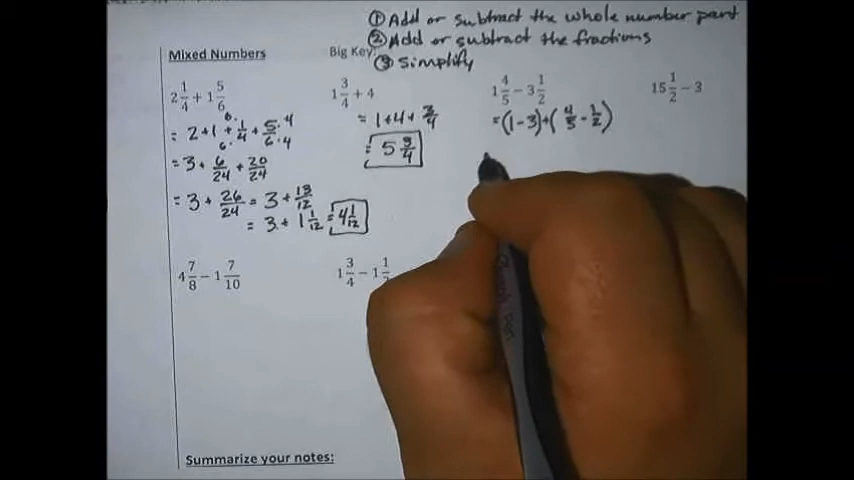 ① Add or subtract the whole number part
② Add or subtract the fractions
③ Simplify
Mixed Numbers
Big Key:
2 1/4 + 1 5/6
= 2 + 1 + 6·1/6·4 + 5·4/6·4
= 3 + 6/24 + 20/24
= 3 + 26/24 = 3 + 13/12
= 3 + 1 1/12 = 4 1/12
1 3/4 + 4
= 1 + 4 + 3/4
= 5 3/4
1 4/5 − 3 1/2
= (1 - 3) + (4/5 - 1/2)
15 1/2 − 3
4 7/8 − 1 7/10
1 3/4 − 1
Summarize your notes: